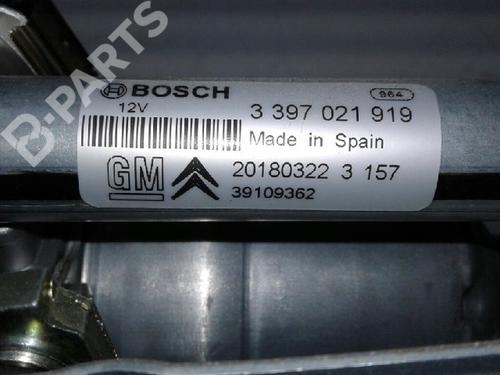 B-PARTS
BOSCH
964
12V
3 397 021 919
Made in Spain
GM
20180322 3 157
39109362